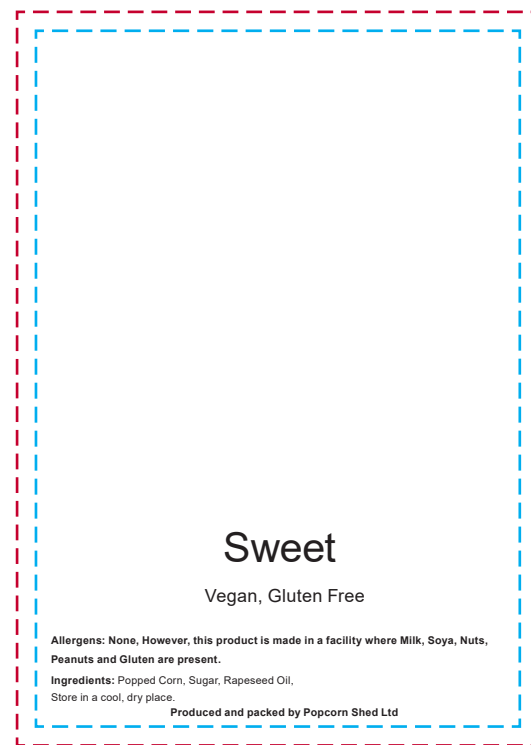 Sweet
Vegan, Gluten Free
Allergens: None, However, this product is made in a facility where Milk, Soya, Nuts,
Peanuts and Gluten are present.
Ingredients: Popped Corn, Sugar, Rapeseed Oil,
Store in a cool, dry place.
Produced and packed by Popcorn Shed Ltd